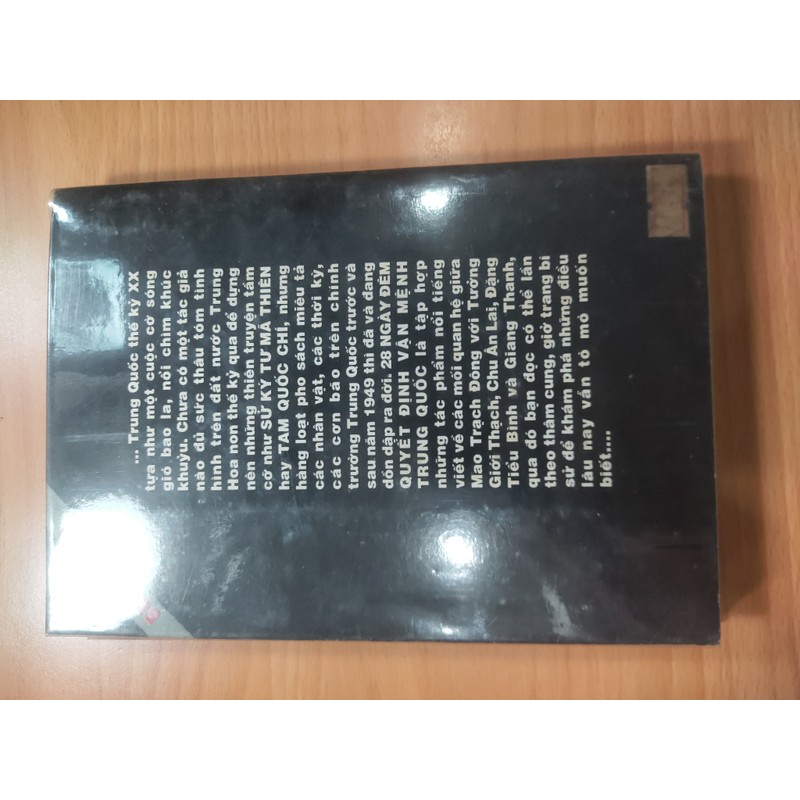 ... Trung Quốc thế kỷ XX
tựa như một cuộc cờ sóng
gió bao la, nổi chìm khúc
khuỷu. Chưa có một tác giả
nào đủ sức thâu tóm tình
hình trên đất nước Trung
Hoa non thế kỷ qua để dựng
nên những thiên truyện tầm
cỡ như SỬ KÝ TƯ MÃ THIÊN
hay TAM QUỐC CHÍ, nhưng
hàng loạt pho sách miêu tả
các nhân vật, các thời kỳ,
các cơn bão trên chính
trường Trung Quốc trước và
sau năm 1949 thì đã và đang
dồn dập ra đời. 28 NGÀY ĐÊM
QUYẾT ĐỊNH VẬN MỆNH
TRUNG QUỐC là tập hợp
những tác phẩm nổi tiếng
viết về các mối quan hệ giữa
Mao Trạch Đông với Tưởng
Giới Thạch, Chu Ân Lai, Đặng
Tiểu Bình và Giang Thanh,
qua đó bạn đọc có thể lần
theo thâm cung, giở trang bí
sử để khám phá những điều
lâu nay vẫn tò mò muốn
biết....